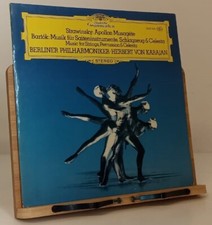 Strawinsky: Apollon Musagète
Bartók: Musik für Saiteninstrumente, Schlagzeug & Celesta
Music for Strings, Percussion & Celesta
BERLINER PHILHARMONIKER · HERBERT VON KARAJAN
STEREO